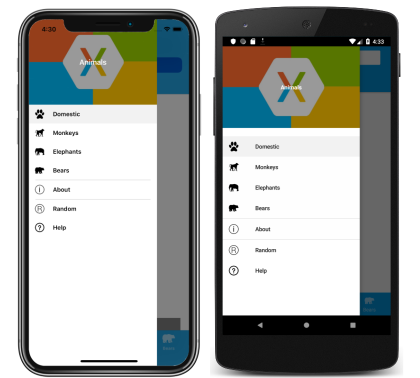 4:30
Animals
Domestic
Monkeys
Elephants
Bears
About
Random
Help
4:33
Animals
Domestic
Monkeys
Elephants
Bears
About
Random
Help